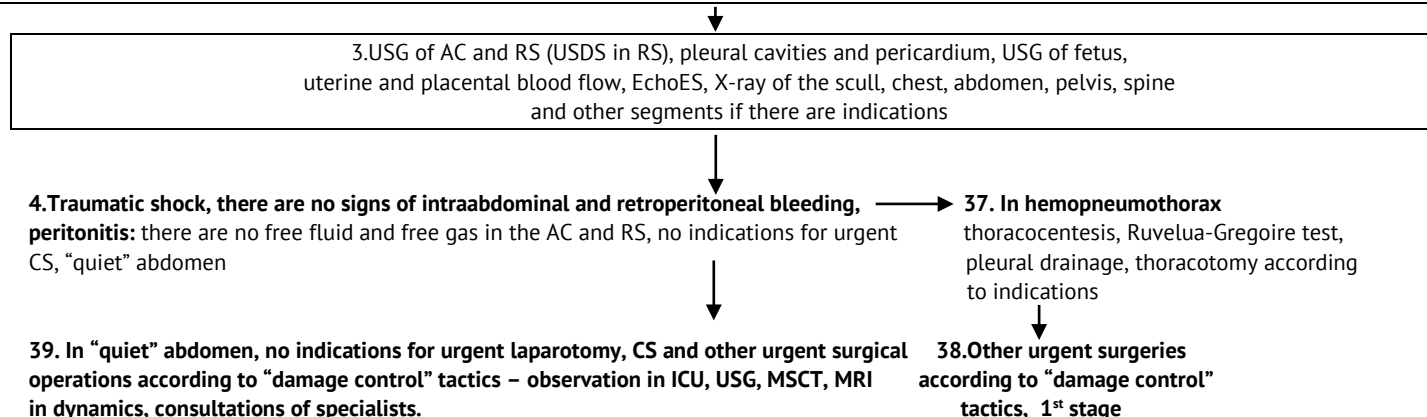 3.USG of AC and RS (USDS in RS), pleural cavities and pericardium, USG of fetus,
uterine and placental blood flow, EchoES, X-ray of the scull, chest, abdomen, pelvis, spine
and other segments if there are indications
4.Traumatic shock, there are no signs of intraabdominal and retroperitoneal bleeding,
peritonitis: there are no free fluid and free gas in the AC and RS, no indications for urgent
CS, “quiet” abdomen
37. In hemopneumothorax
thoracocentesis, Ruvelua-Gregoire test,
pleural drainage, thoracotomy according
to indications
39. In “quiet” abdomen, no indications for urgent laparotomy, CS and other urgent surgical
operations according to “damage control” tactics – observation in ICU, USG, MSCT, MRI
in dynamics, consultations of specialists.
38.Other urgent surgeries
according to “damage control”
tactics, 1st stage